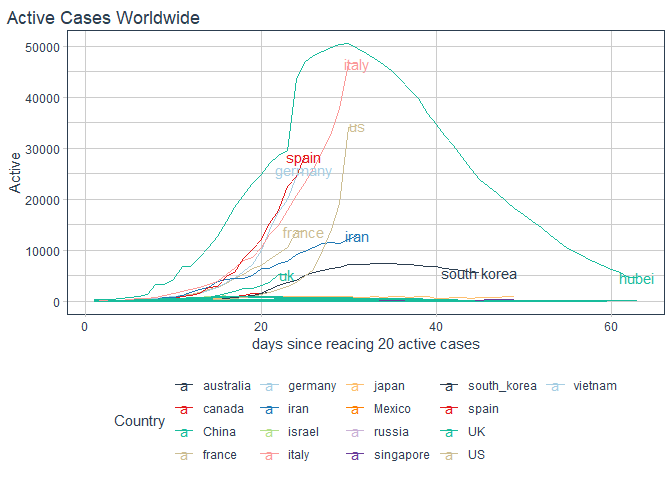 Active Cases Worldwide
50000
40000
30000
20000
10000
0
Active
italy
us
spain
germany
france
iran
uk
south korea
hubei
0 20 40 60
days since reacing 20 active cases
Country
a australia a germany a japan a south_korea a vietnam
a canada a iran a Mexico a spain
a China a israel a russia a UK
a france a italy a singapore a US